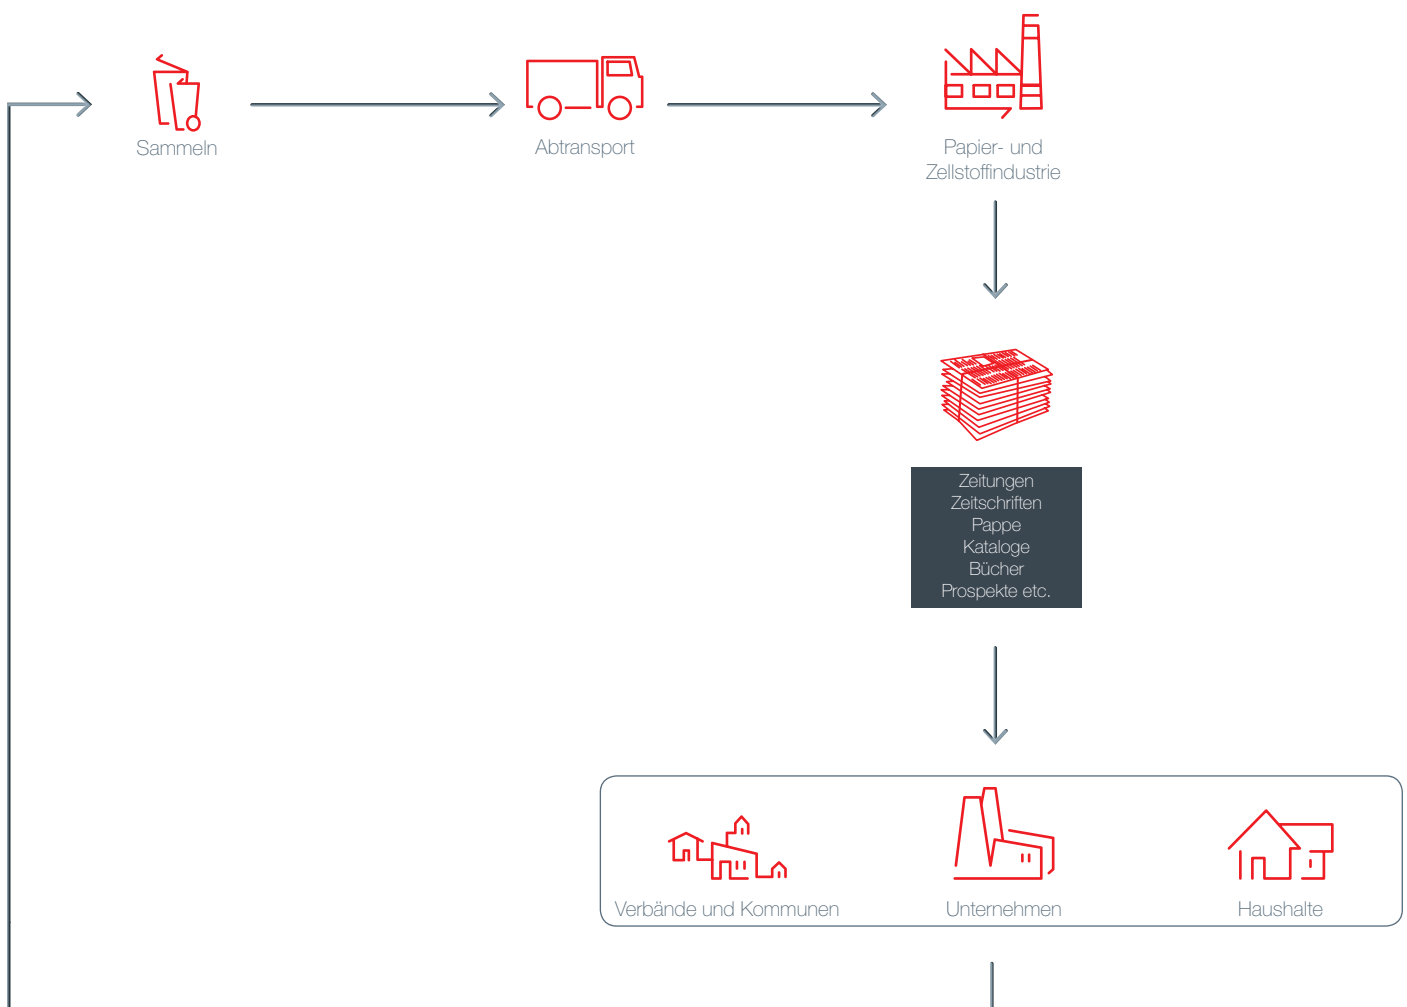 Sammeln
Abtransport
Papier- und
Zellstoffindustrie
Zeitungen
Zeitschriften
Pappe
Kataloge
Bücher
Prospekte etc.
Verbände und Kommunen
Unternehmen
Haushalte